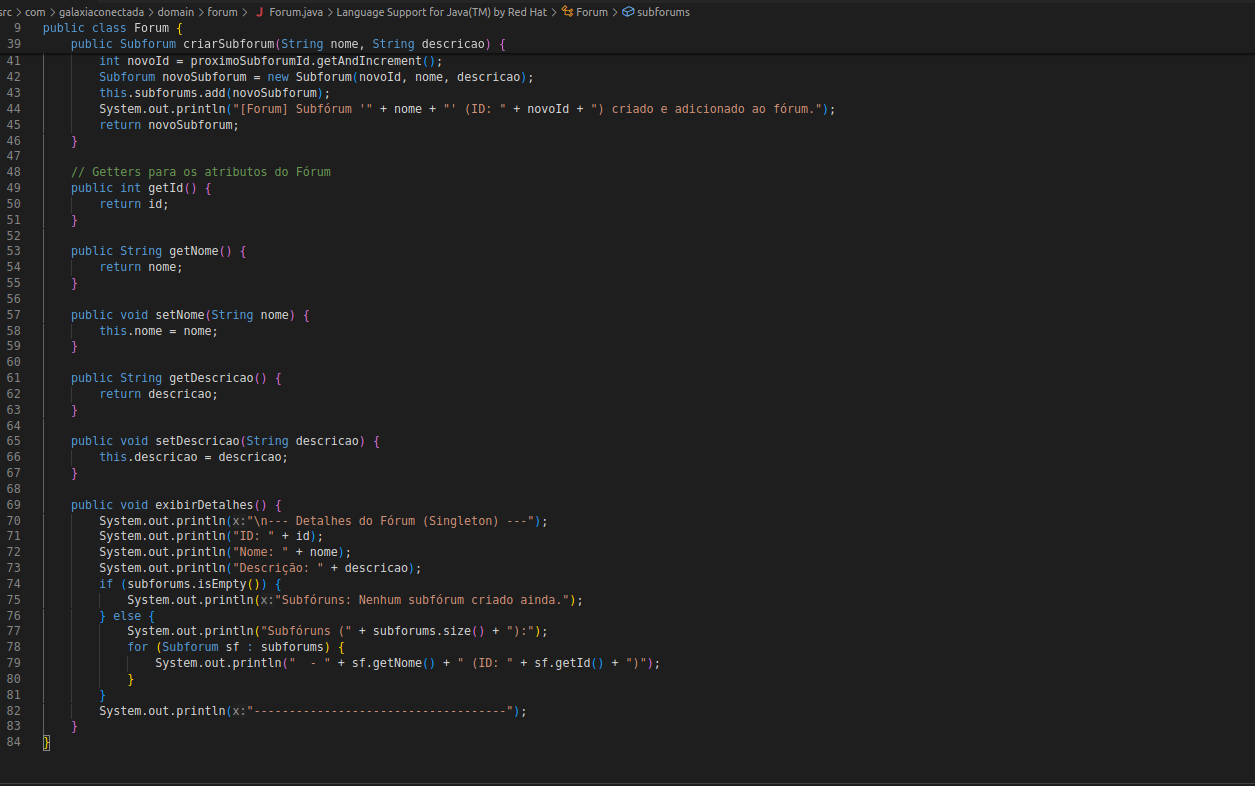 src > com > galaxiaconectada > domain > forum > J Forum.java > Language Support for Java(TM) by Red Hat > Forum > subforums
9 public class Forum {
39 public Subforum criarSubforum(String nome, String descricao) {
41 int novoId = proximoSubforumId.getAndIncrement();
42 Subforum novoSubforum = new Subforum(novoId, nome, descricao);
43 this.subforums.add(novoSubforum);
44 System.out.println("[Forum] Subfórum '" + nome + "' (ID: " + novoId + ") criado e adicionado ao fórum.");
45 return novoSubforum;
46 }
47
48 // Getters para os atributos do Fórum
49 public int getId() {
50 return id;
51 }
52
53 public String getNome() {
54 return nome;
55 }
56
57 public void setNome(String nome) {
58 this.nome = nome;
59 }
60
61 public String getDescricao() {
62 return descricao;
63 }
64
65 public void setDescricao(String descricao) {
66 this.descricao = descricao;
67 }
68
69 public void exibirDetalhes() {
70 System.out.println(x:"\n--- Detalhes do Fórum (Singleton) ---");
71 System.out.println("ID: " + id);
72 System.out.println("Nome: " + nome);
73 System.out.println("Descrição: " + descricao);
74 if (subforums.isEmpty()) {
75 System.out.println(x:"Subfóruns: Nenhum subfórum criado ainda.");
76 } else {
77 System.out.println("Subfóruns (" + subforums.size() + "):");
78 for (Subforum sf : subforums) {
79 System.out.println("  - " + sf.getNome() + " (ID: " + sf.getId() + ")");
80 }
81 }
82 System.out.println(x:"------------------------------------");
83 }
84 }